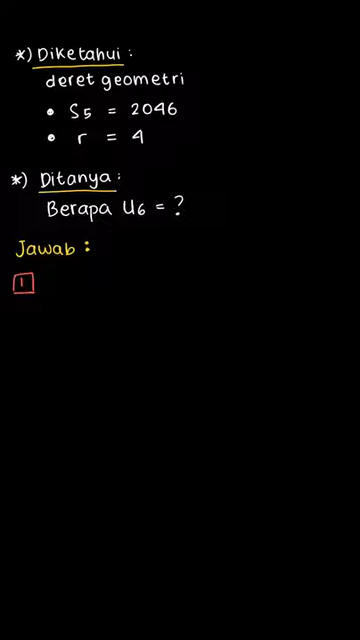 *) Diketahui :
deret geometri
• S5 = 2046
• r = 4
*) Ditanya :
Berapa U6 = ?
Jawab :
1